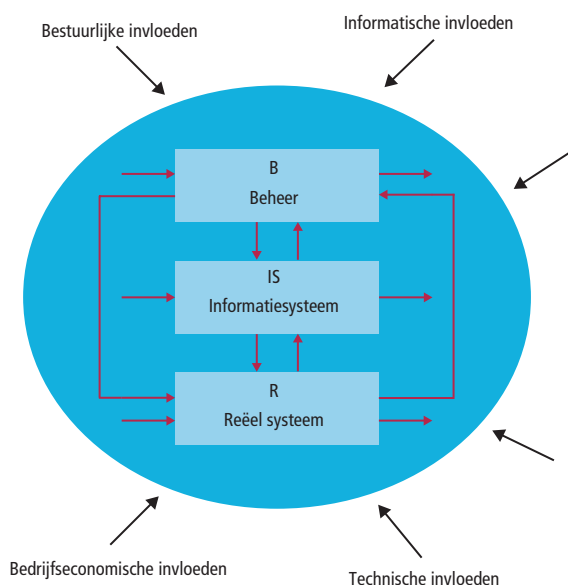 Bestuurlijke invloeden
Informatische invloeden
B
Beheer
IS
Informatiesysteem
R
Reëel systeem
Bedrijfseconomische invloeden
Technische invloeden